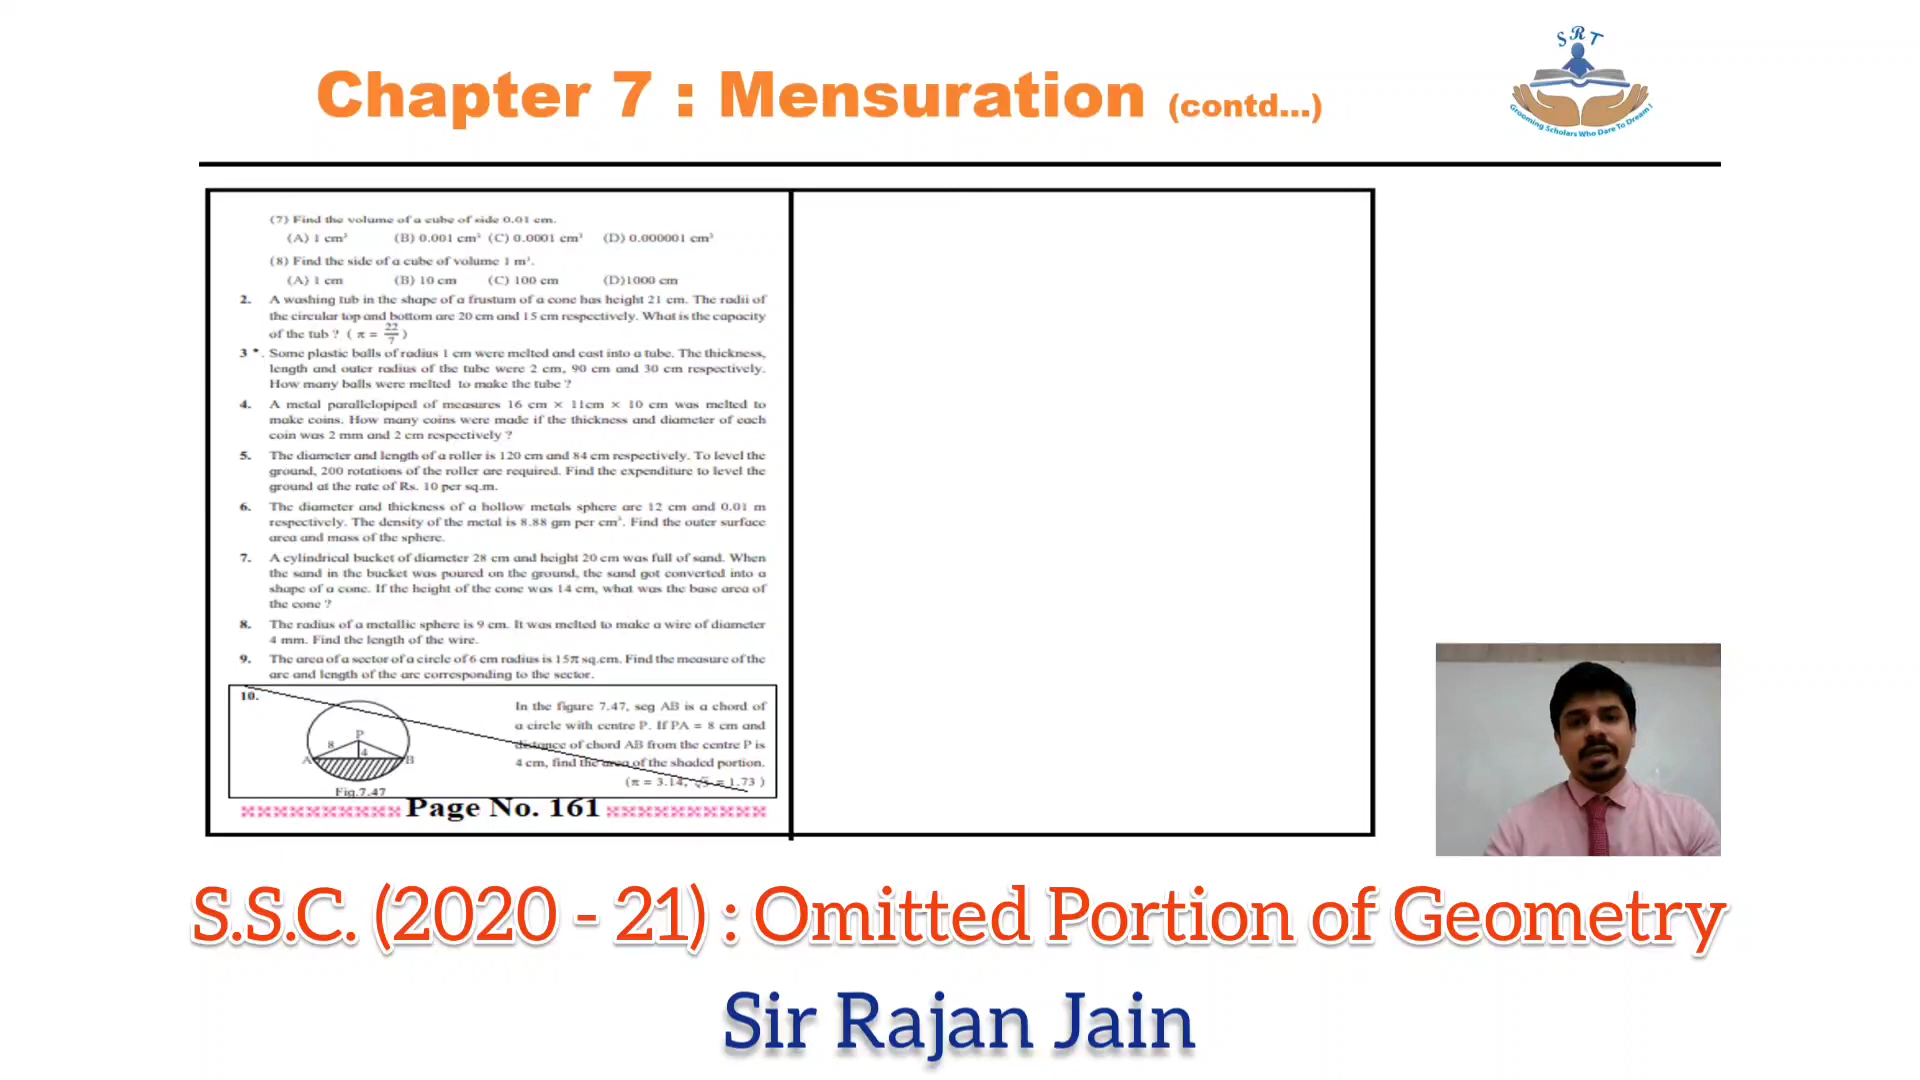 SRT
Grooming Scholars Who Dare To Dream!
Chapter 7 : Mensuration (contd...)
(7) Find the volume of a cube of side 0.01 cm.
(A) 1 cm³ (B) 0.001 cm³ (C) 0.0001 cm³ (D) 0.000001 cm³
(8) Find the side of a cube of volume 1 m³.
(A) 1 cm (B) 10 cm (C) 100 cm (D)1000 cm
2. A washing tub in the shape of a frustum of a cone has height 21 cm. The radii of
the circular top and bottom are 20 cm and 15 cm respectively. What is the capacity
of the tub ? ( π = 22/7 )
3 *. Some plastic balls of radius 1 cm were melted and cast into a tube. The thickness,
length and outer radius of the tube were 2 cm, 90 cm and 30 cm respectively.
How many balls were melted to make the tube ?
4. A metal parallelopiped of measures 16 cm × 11cm × 10 cm was melted to
make coins. How many coins were made if the thickness and diameter of each
coin was 2 mm and 2 cm respectively ?
5. The diameter and length of a roller is 120 cm and 84 cm respectively. To level the
ground, 200 rotations of the roller are required. Find the expenditure to level the
ground at the rate of Rs. 10 per sq.m.
6. The diameter and thickness of a hollow metals sphere are 12 cm and 0.01 m
respectively. The density of the metal is 8.88 gm per cm³. Find the outer surface
area and mass of the sphere.
7. A cylindrical bucket of diameter 28 cm and height 20 cm was full of sand. When
the sand in the bucket was poured on the ground, the sand got converted into a
shape of a cone. If the height of the cone was 14 cm, what was the base area of
the cone ?
8. The radius of a metallic sphere is 9 cm. It was melted to make a wire of diameter
4 mm. Find the length of the wire.
9. The area of a sector of a circle of 6 cm radius is 15π sq.cm. Find the measure of the
arc and length of the arc corresponding to the sector.
10.
P
8
4
A
B
Fig.7.47
In the figure 7.47, seg AB is a chord of
a circle with centre P. If PA = 8 cm and
distance of chord AB from the centre P is
4 cm, find the area of the shaded portion.
(π = 3.14, √3 = 1.73 )
Page No. 161
S.S.C. (2020 - 21) : Omitted Portion of Geometry
Sir Rajan Jain